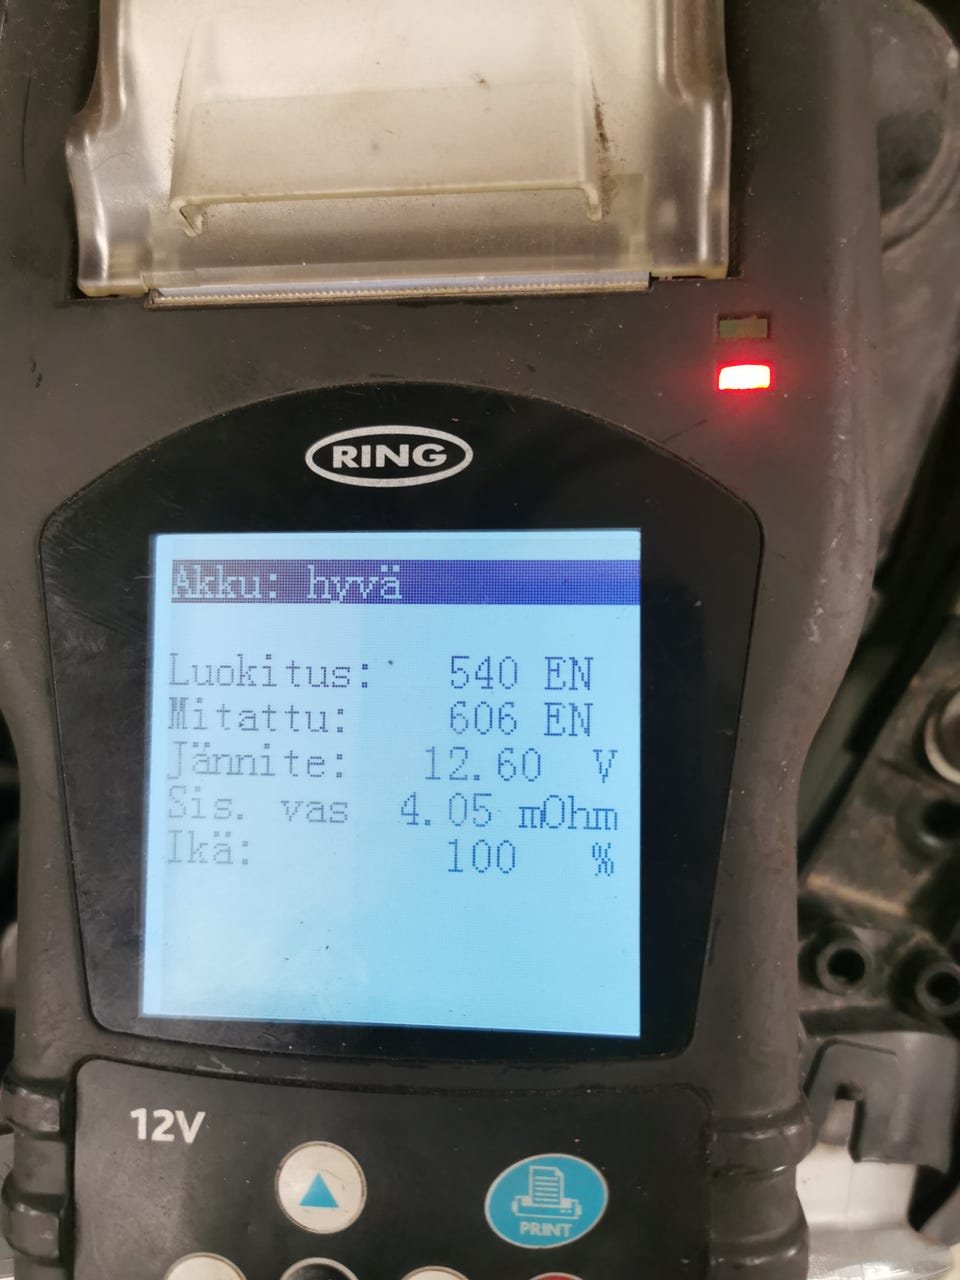 RING
Akku: hyvä
Luokitus: 540 EN
Mitattu: 606 EN
Jännite: 12.60 V
Sis. vas 4.05 mOhm
Ikä: 100 %
12V
PRINT